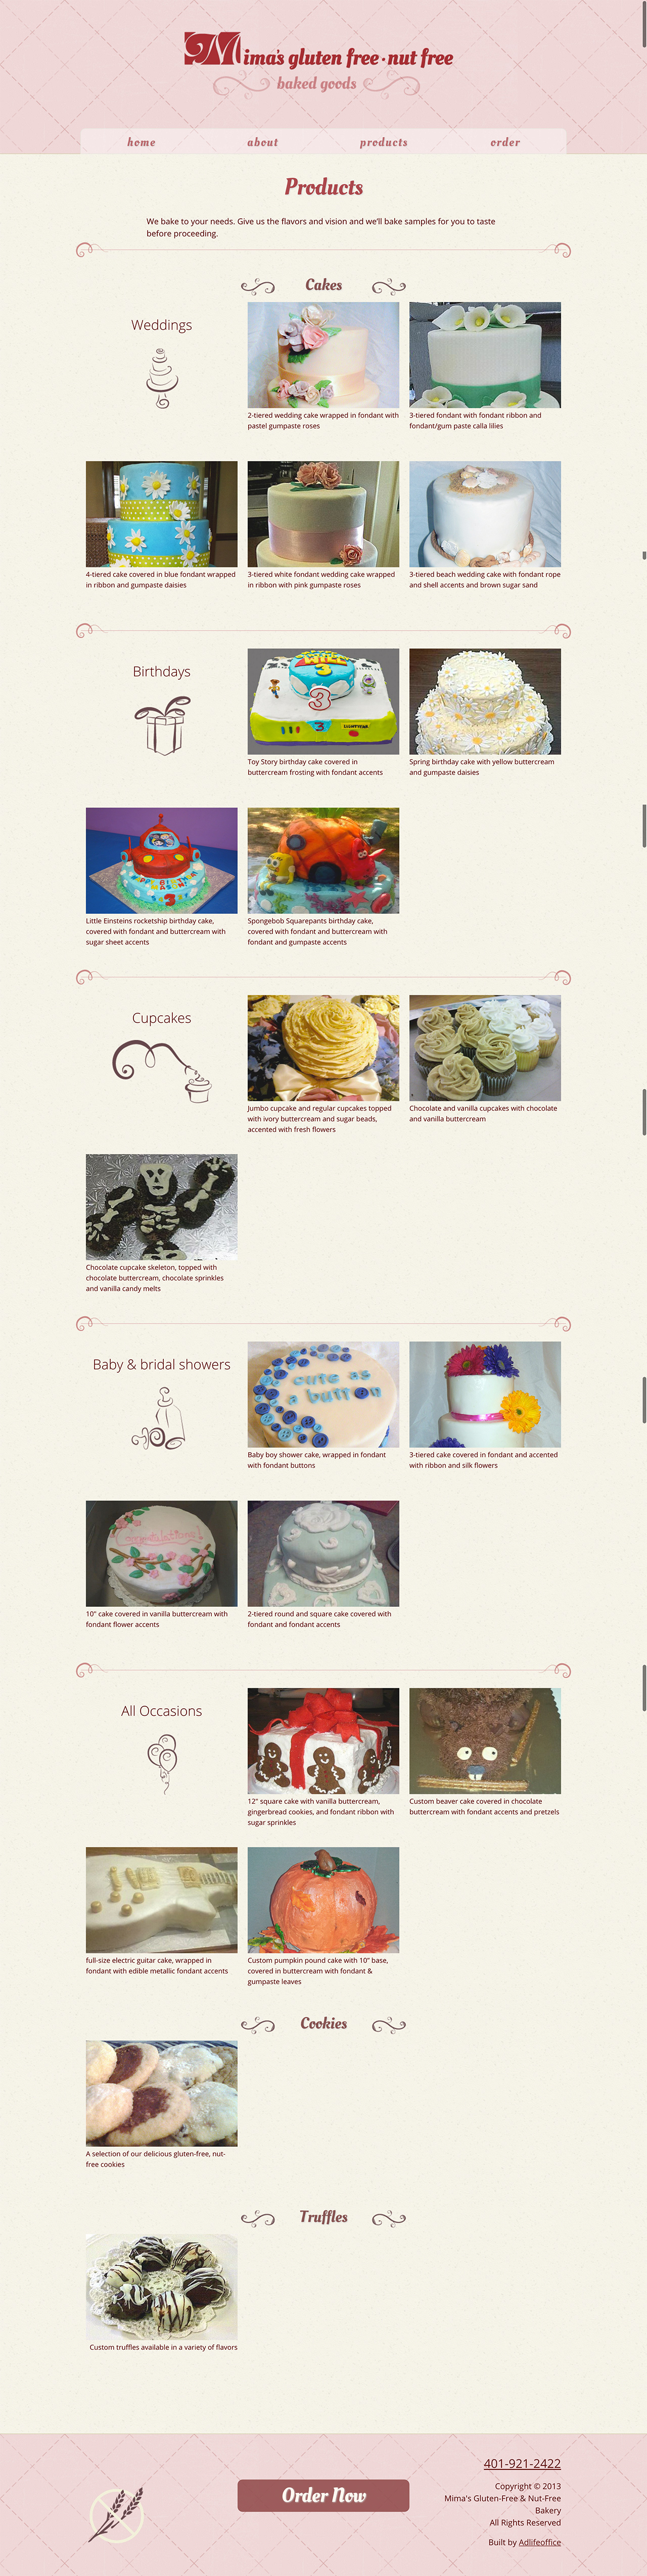 Mima's gluten free · nut free
baked goods
home about products order
Products
We bake to your needs. Give us the flavors and vision and we'll bake samples for you to taste
before proceeding.
Cakes
Weddings
2-tiered wedding cake wrapped in fondant with
pastel gumpaste roses
3-tiered fondant with fondant ribbon and
fondant/gum paste calla lilies
4-tiered cake covered in blue fondant wrapped
in ribbon and gumpaste daisies
3-tiered white fondant wedding cake wrapped
in ribbon with pink gumpaste roses
3-tiered beach wedding cake with fondant rope
and shell accents and brown sugar sand
Birthdays
3
3
3
Toy Story birthday cake covered in
buttercream frosting with fondant accents
Spring birthday cake with yellow buttercream
and gumpaste daisies
3
Little Einsteins rocketship birthday cake,
covered with fondant and buttercream with
sugar sheet accents
Spongebob Squarepants birthday cake,
covered with fondant and buttercream with
fondant and gumpaste accents
Cupcakes
Jumbo cupcake and regular cupcakes topped
with ivory buttercream and sugar beads,
accented with fresh flowers
Chocolate and vanilla cupcakes with chocolate
and vanilla buttercream
Chocolate cupcake skeleton, topped with
chocolate buttercream, chocolate sprinkles
and vanilla candy melts
Baby & bridal showers
cute as
a button
Baby boy shower cake, wrapped in fondant
with fondant buttons
3-tiered cake covered in fondant and accented
with ribbon and silk flowers
10" cake covered in vanilla buttercream with
fondant flower accents
2-tiered round and square cake covered with
fondant and fondant accents
All Occasions
12" square cake with vanilla buttercream,
gingerbread cookies, and fondant ribbon with
sugar sprinkles
Custom beaver cake covered in chocolate
buttercream with fondant accents and pretzels
full-size electric guitar cake, wrapped in
fondant with edible metallic fondant accents
Custom pumpkin pound cake with 10" base,
covered in buttercream with fondant &
gumpaste leaves
Cookies
A selection of our delicious gluten-free, nut-
free cookies
Truffles
Custom truffles available in a variety of flavors
Order Now
401-921-2422
Copyright © 2013
Mima's Gluten-Free & Nut-Free
Bakery
All Rights Reserved
Built by Adlifeoffice